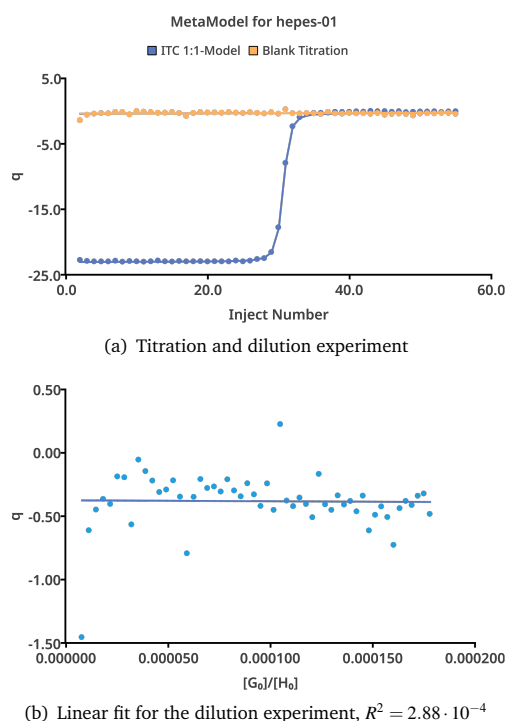 MetaModel for hepes-01
ITC 1:1-Model Blank Titration
5.0
-5.0
-15.0
-25.0
q
0.0 20.0 40.0 60.0
Inject Number
(a) Titration and dilution experiment
0.50
0.00
-0.50
-1.00
-1.50
q
0.000000 0.000050 0.000100 0.000150 0.000200
[G₀]/[H₀]
(b) Linear fit for the dilution experiment, R² = 2.88 · 10⁻⁴